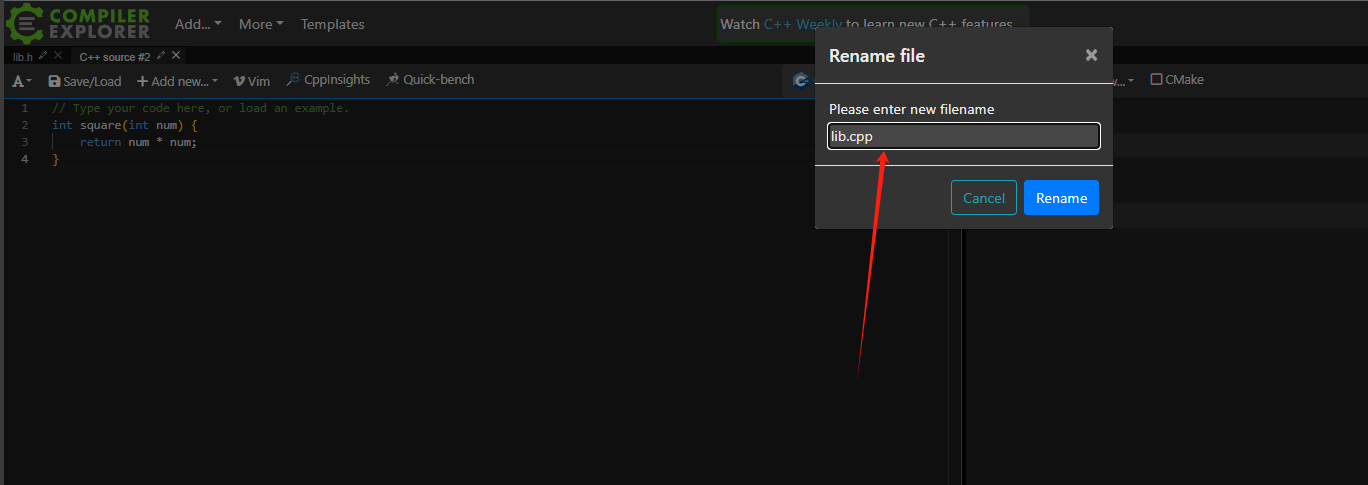 COMPILER
EXPLORER
Add...
More
Templates
Watch C++ Weekly to learn new C++ features
lib.h
C++ source #2
A
Save/Load
Add new...
Vim
CppInsights
Quick-bench
CMake
1 // Type your code here, or load an example.
2 int square(int num) {
3 return num * num;
4 }
Rename file
Please enter new filename
lib.cpp
Cancel
Rename